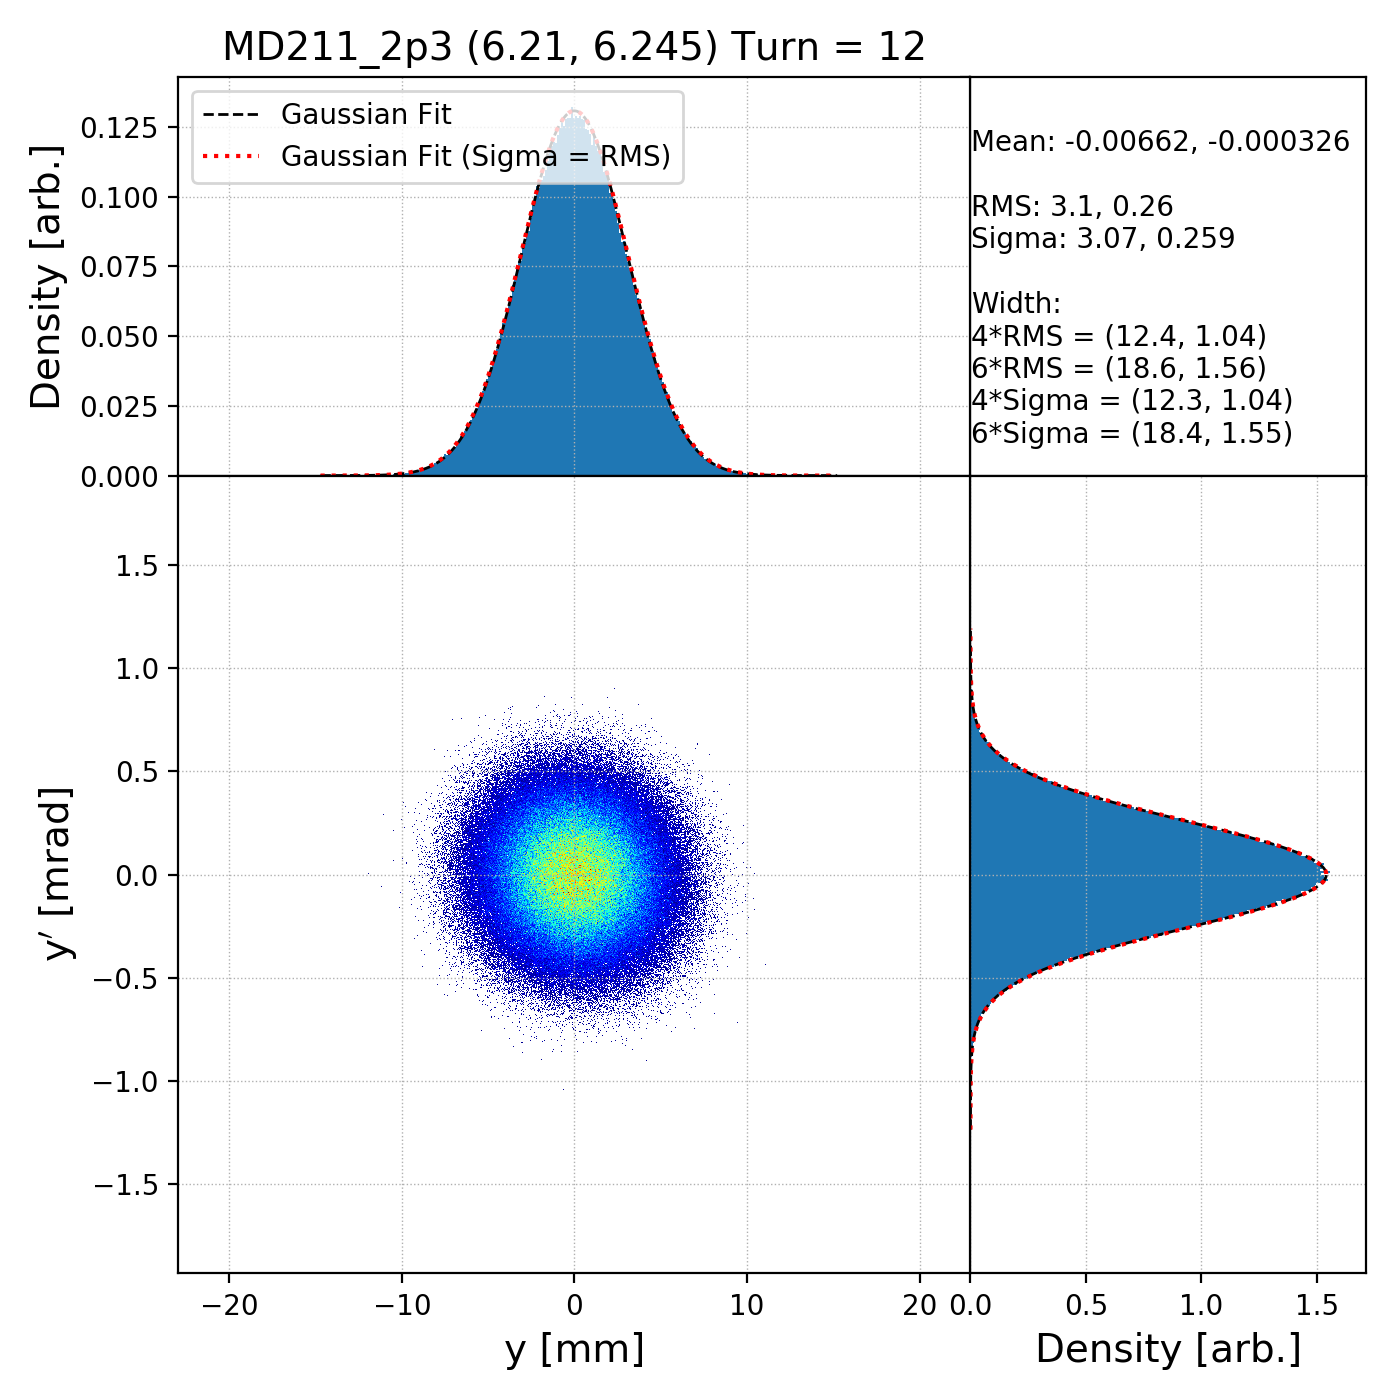 MD211_2p3 (6.21, 6.245) Turn = 12
Gaussian Fit
Gaussian Fit (Sigma = RMS)
Density [arb.]
0.125
0.100
0.075
0.050
0.025
0.000
Mean: -0.00662, -0.000326
RMS: 3.1, 0.26
Sigma: 3.07, 0.259
Width:
4*RMS = (12.4, 1.04)
6*RMS = (18.6, 1.56)
4*Sigma = (12.3, 1.04)
6*Sigma = (18.4, 1.55)
y′ [mrad]
1.5
1.0
0.5
0.0
−0.5
−1.0
−1.5
−20 −10 0 10 20
y [mm]
0.0 0.5 1.0 1.5
Density [arb.]